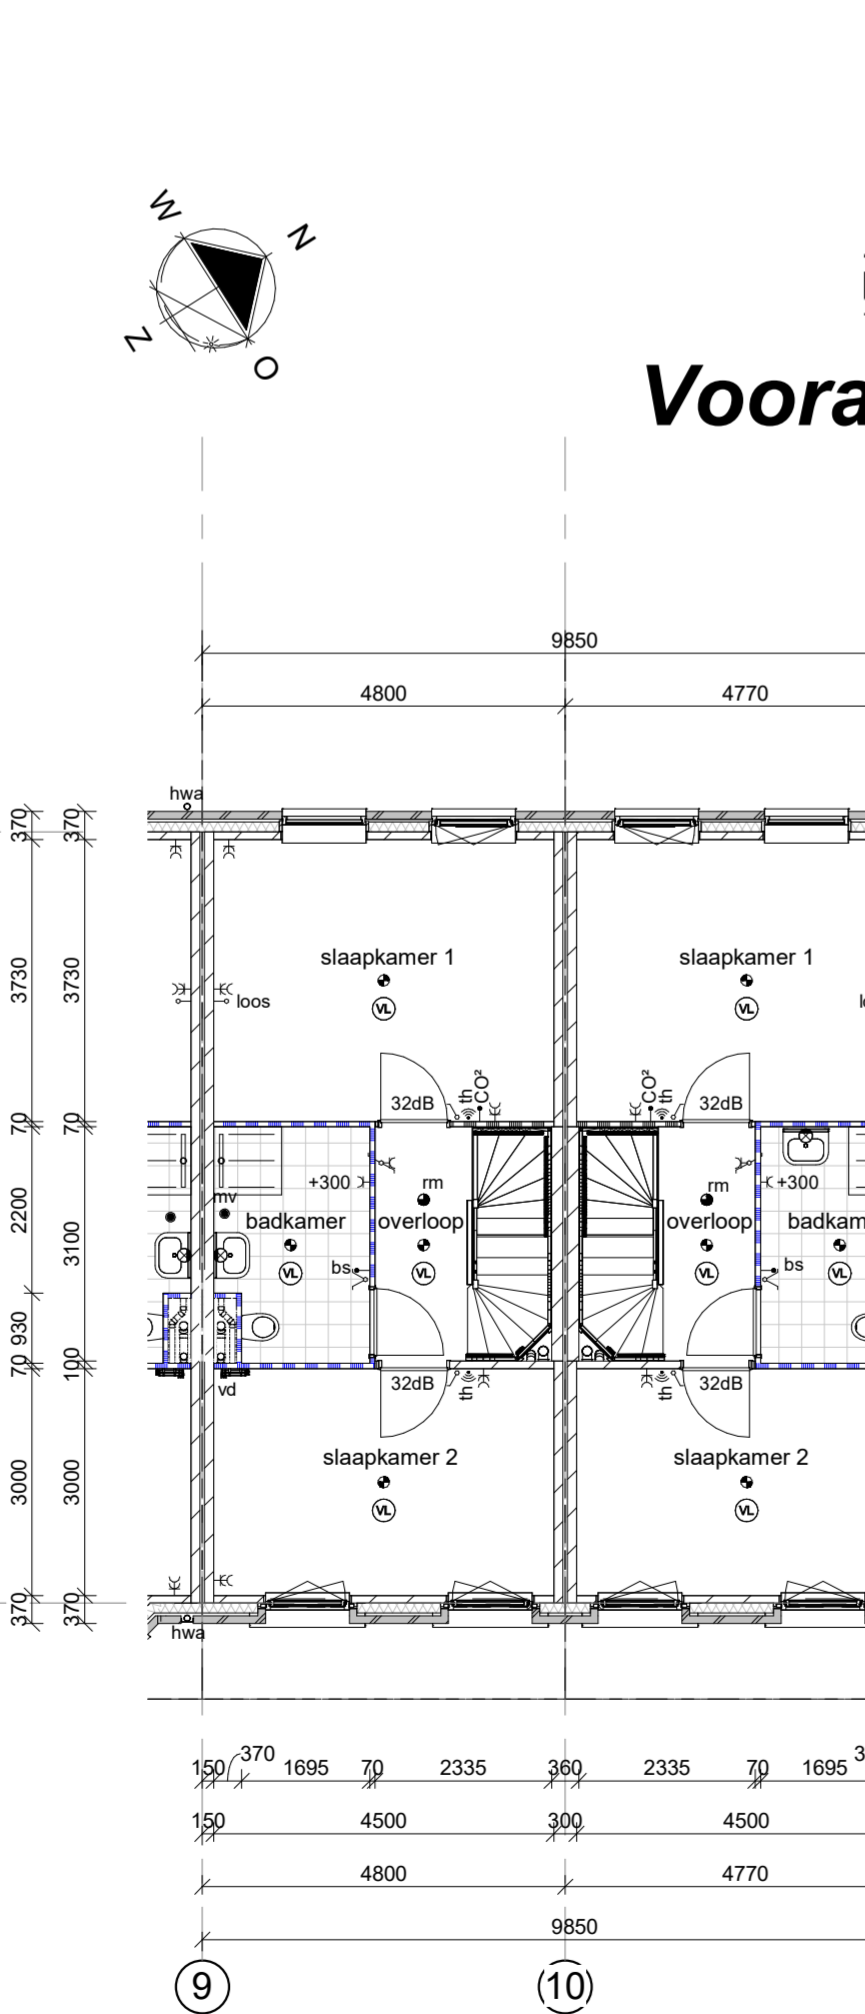 W
N
Z
O
Voora
9850
4800
4770
hwa
370
370
3730
3730
slaapkamer 1
slaapkamer 1
loos
32dB
th
CO²
CO²
th
32dB
70
70
+300
rm
rm
+300
mv
2200
badkamer
overloop
overloop
badkam
3100
VL
VL
VL
VL
VL
VL
bs
bs
930
70
100
32dB
th
th
32dB
vd
slaapkamer 2
slaapkamer 2
3000
3000
VL
VL
370
370
hwa
150
370
1695
70
2335
360
2335
70
1695
150
4500
300
4500
4800
4770
9850
9
10